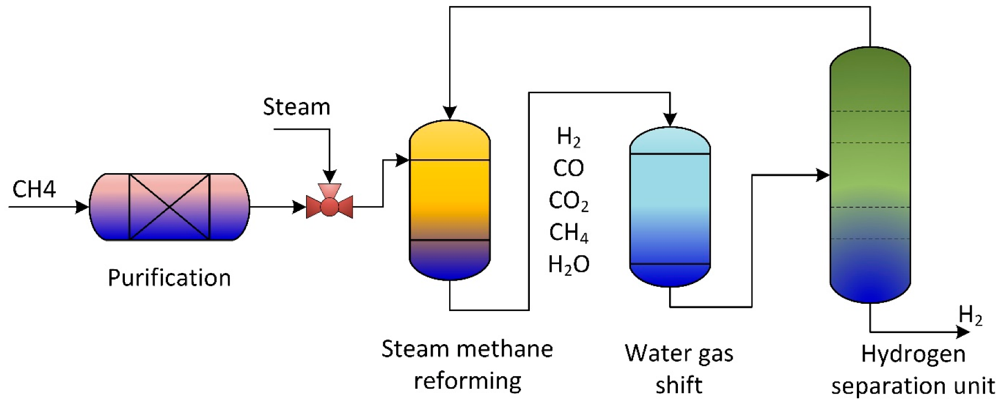 Steam
CH4
Purification
H₂
CO
CO₂
CH₄
H₂O
Steam methane
reforming
Water gas
shift
H₂
Hydrogen
separation unit